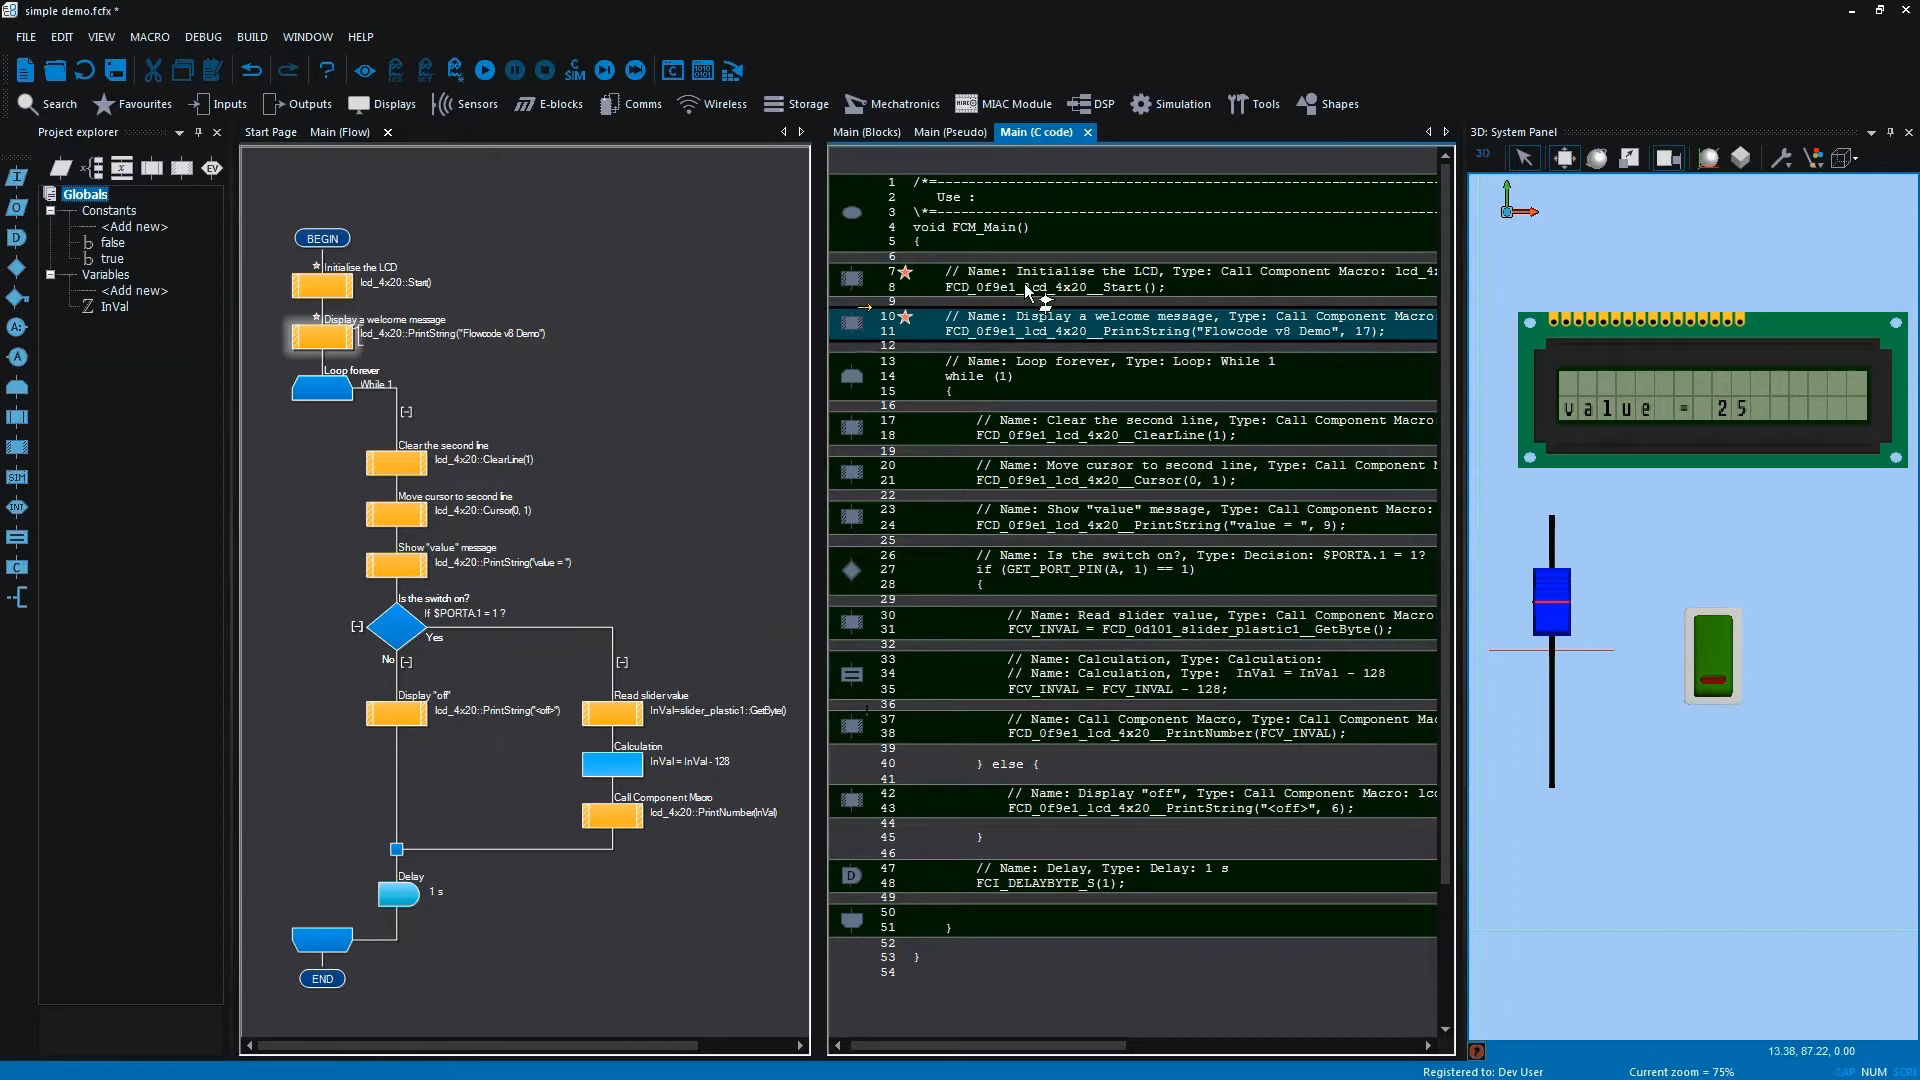 simple demo.fcfx *
FILE EDIT VIEW MACRO DEBUG BUILD WINDOW HELP
C SIM
Search Favourites Inputs Outputs Displays Sensors E-blocks Comms Wireless Storage Mechatronics MIAC Module DSP Simulation Tools Shapes
Project explorer
EV
Globals
Constants
<Add new>
false
true
Variables
<Add new>
InVal
Start Page Main (Flow)
BEGIN
Initialise the LCD
lcd_4x20::Start()
Display a welcome message
lcd_4x20::PrintString("Flowcode v8 Demo")
Loop forever
While 1
Clear the second line
lcd_4x20::ClearLine(1)
Move cursor to second line
lcd_4x20::Cursor(0, 1)
Show "value" message
lcd_4x20::PrintString("value = ")
Is the switch on?
If $PORTA.1 = 1 ?
Yes
No
Display "off"
lcd_4x20::PrintString("<off>")
Read slider value
InVal=slider_plastic1::GetByte()
Calculation
InVal = InVal - 128
Call Component Macro
lcd_4x20::PrintNumber(InVal)
Delay
1 s
END
Main (Blocks) Main (Pseudo) Main (C code)
1 /*=----------------------------------------------------------------
2 Use :
3 \*=----------------------------------------------------------------
4 void FCM_Main()
5 {
6
7 // Name: Initialise the LCD, Type: Call Component Macro: lcd_4x
8 FCD_0f9e1_lcd_4x20__Start();
9
10 // Name: Display a welcome message, Type: Call Component Macro:
11 FCD_0f9e1_lcd_4x20__PrintString("Flowcode v8 Demo", 17);
12
13 // Name: Loop forever, Type: Loop: While 1
14 while (1)
15 {
16
17 // Name: Clear the second line, Type: Call Component Macro:
18 FCD_0f9e1_lcd_4x20__ClearLine(1);
19
20 // Name: Move cursor to second line, Type: Call Component M
21 FCD_0f9e1_lcd_4x20__Cursor(0, 1);
22
23 // Name: Show "value" message, Type: Call Component Macro:
24 FCD_0f9e1_lcd_4x20__PrintString("value = ", 9);
25
26 // Name: Is the switch on?, Type: Decision: $PORTA.1 = 1?
27 if (GET_PORT_PIN(A, 1) == 1)
28 {
29
30 // Name: Read slider value, Type: Call Component Macro:
31 FCV_INVAL = FCD_0d101_slider_plastic1__GetByte();
32
33 // Name: Calculation, Type: Calculation:
34 // Name: Calculation, Type:  InVal = InVal - 128
35 FCV_INVAL = FCV_INVAL - 128;
36
37 // Name: Call Component Macro, Type: Call Component Mac
38 FCD_0f9e1_lcd_4x20__PrintNumber(FCV_INVAL);
39
40 } else {
41
42 // Name: Display "off", Type: Call Component Macro: lcd
43 FCD_0f9e1_lcd_4x20__PrintString("<off>", 6);
44
45 }
46
47 // Name: Delay, Type: Delay: 1 s
48 FCI_DELAYBYTE_S(1);
49
50
51 }
52
53 }
54
3D: System Panel
3D
value = 25
13.38, 87.22, 0.00
Registered to: Dev User Current zoom = 75% CAP NUM SCRL